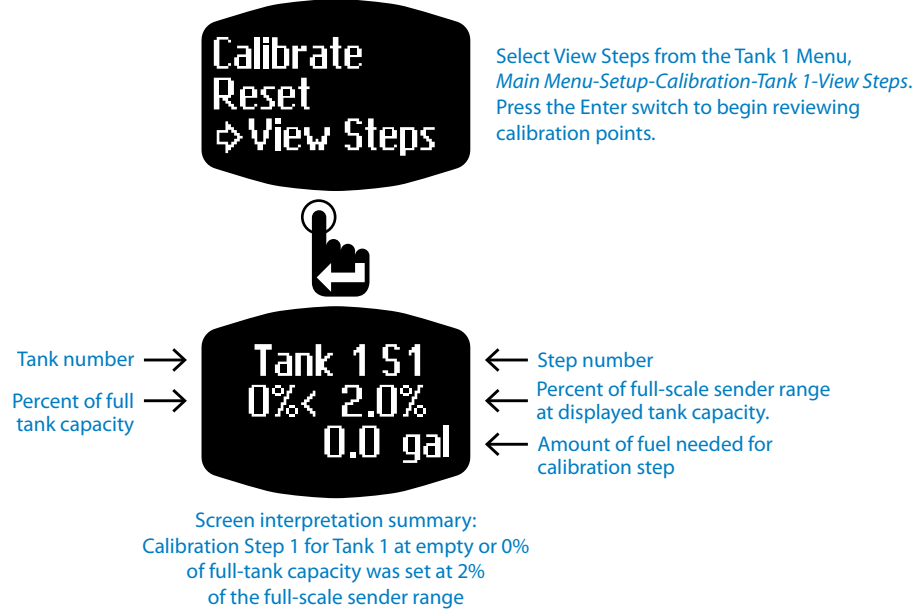 Calibrate
Reset
⇨View Steps
Select View Steps from the Tank 1 Menu,
Main Menu-Setup-Calibration-Tank 1-View Steps.
Press the Enter switch to begin reviewing
calibration points.
Tank number
Percent of full
tank capacity
Tank 1 S1
0%< 2.0%
0.0 gal
Step number
Percent of full-scale sender range
at displayed tank capacity.
Amount of fuel needed for
calibration step
Screen interpretation summary:
Calibration Step 1 for Tank 1 at empty or 0%
of full-tank capacity was set at 2%
of the full-scale sender range